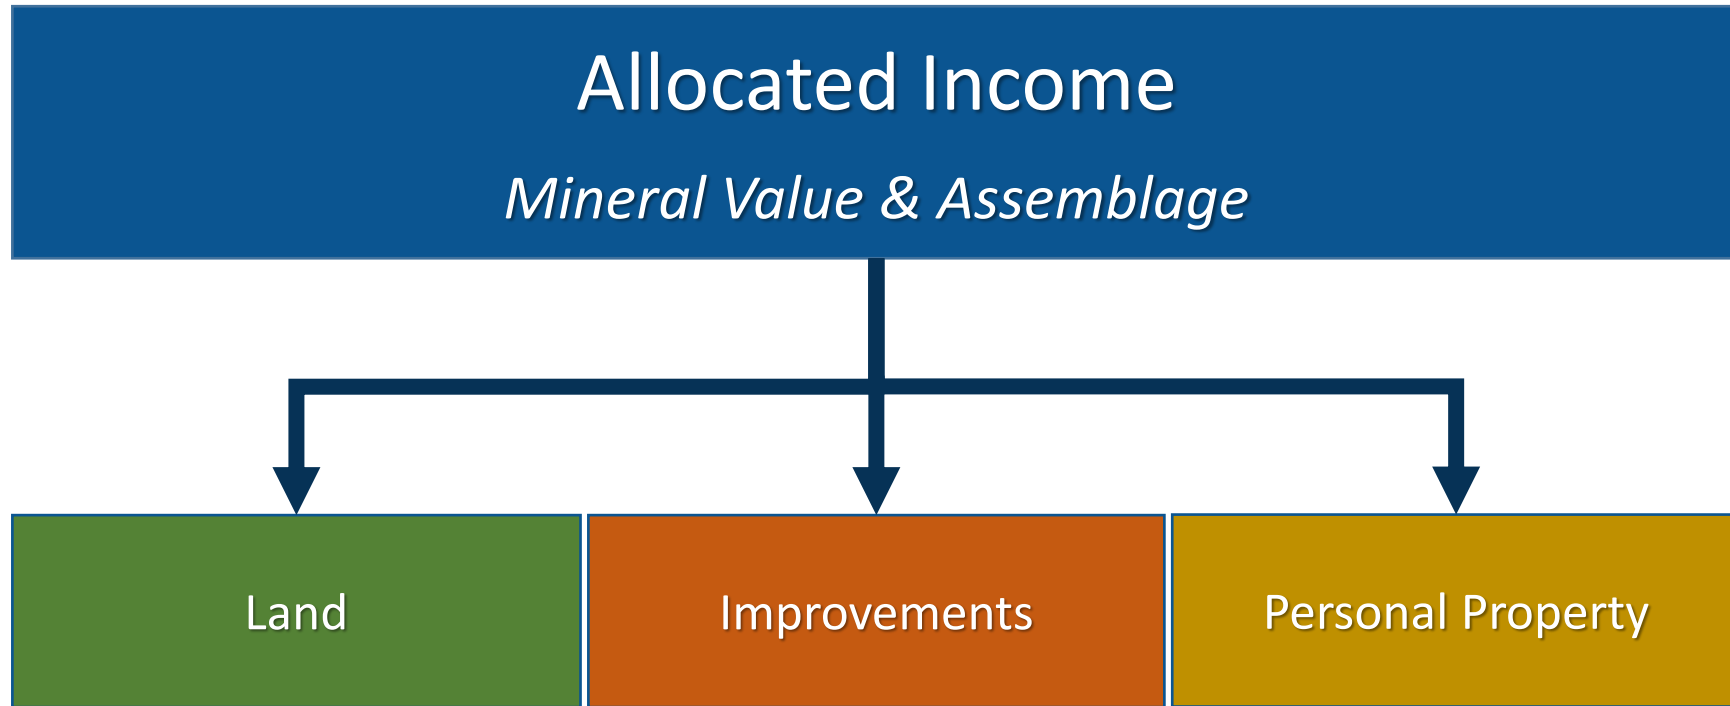 Allocated Income
Mineral Value & Assemblage
Land
Improvements
Personal Property